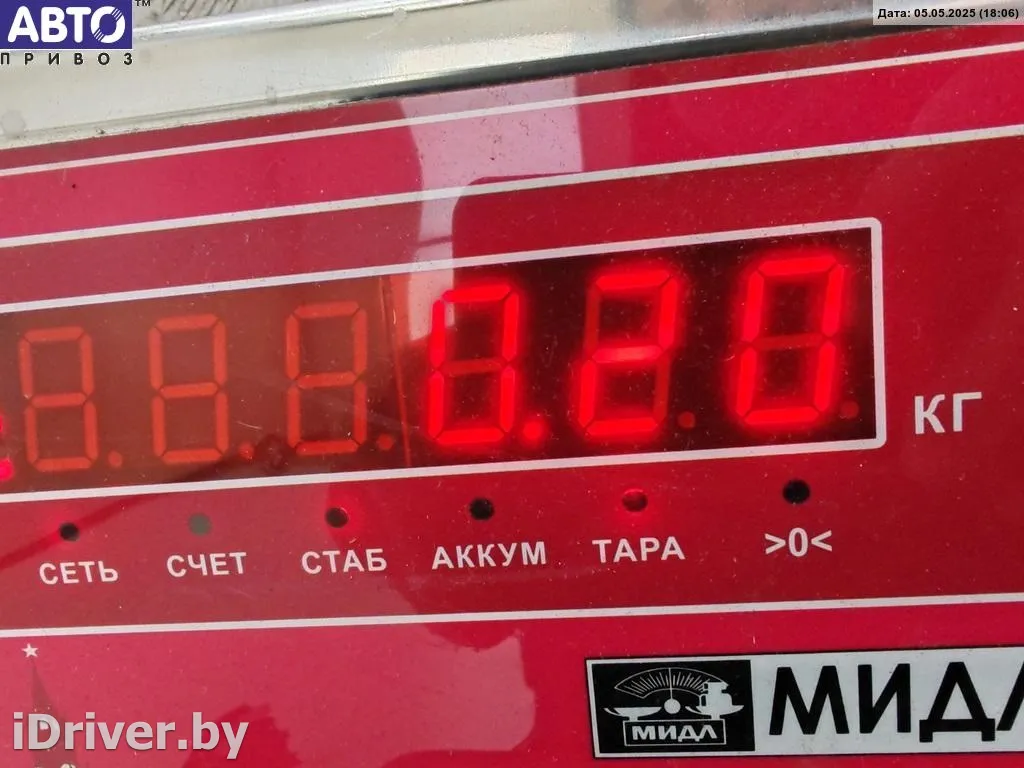 АВТО™
ПРИВОЗ
Дата: 05.05.2025 (18:06)
0.20
КГ
СЕТЬ СЧЕТ СТАБ АККУМ ТАРА >0<
МИДЛ
МИДЛ
iDriver.by